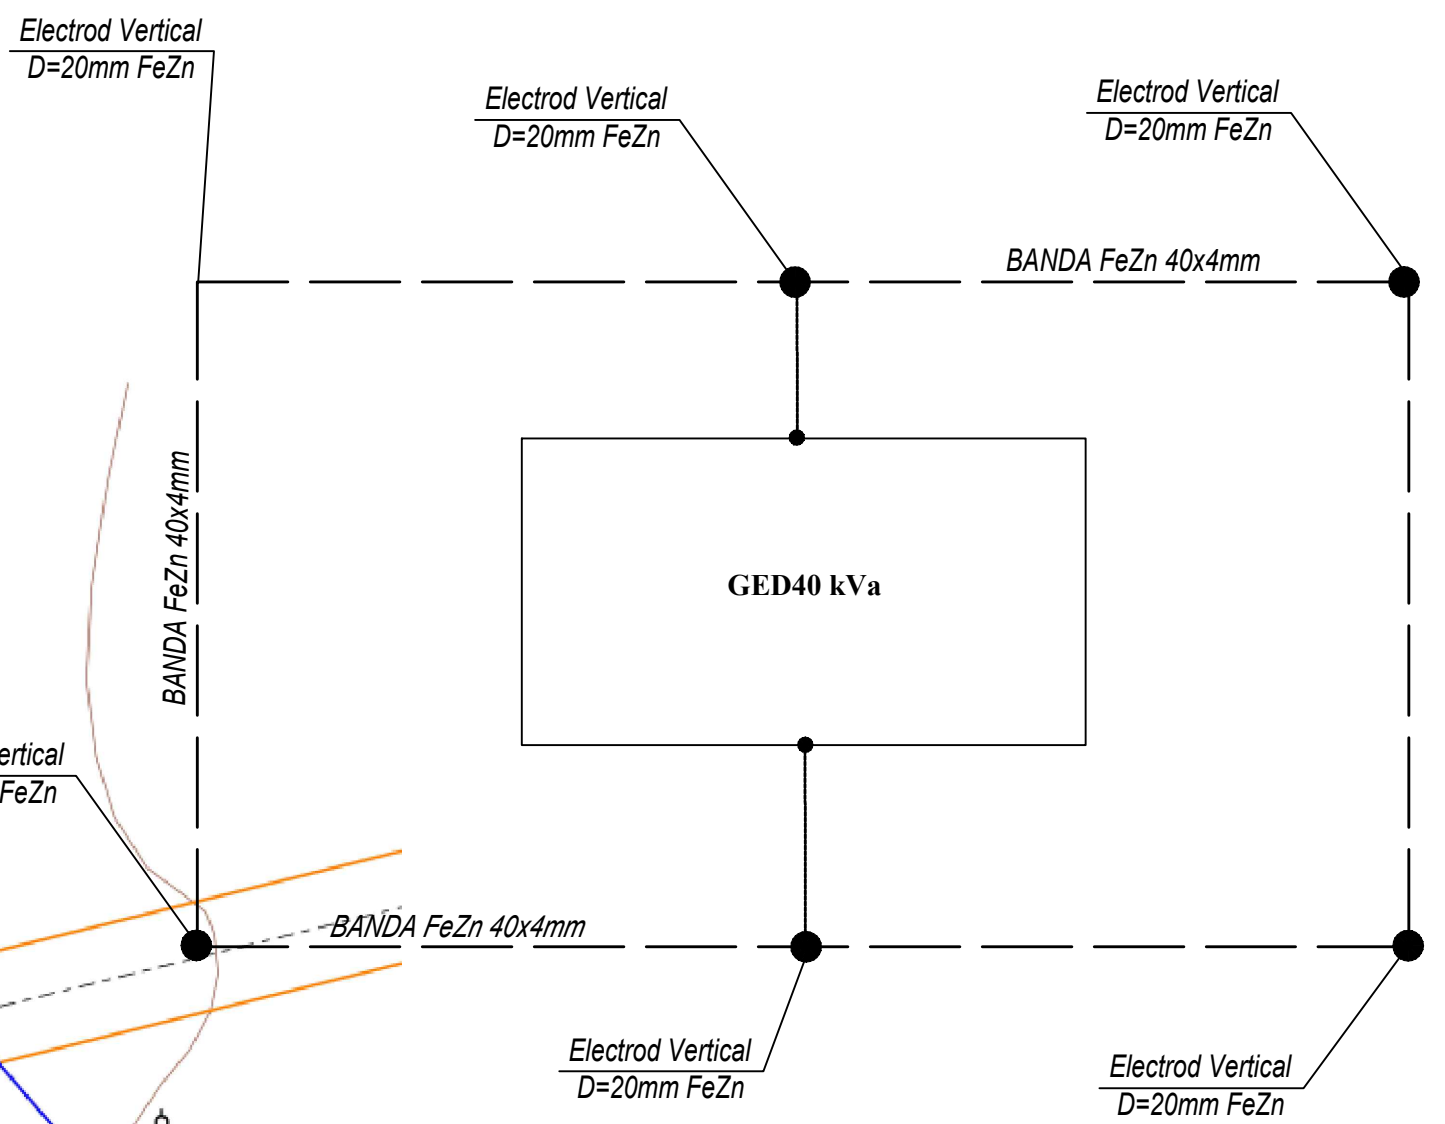 Electrod Vertical
D=20mm FeZn
Electrod Vertical
D=20mm FeZn
Electrod Vertical
D=20mm FeZn
BANDA FeZn 40x4mm
BANDA FeZn 40x4mm
GED40 kVa
ertical
FeZn
BANDA FeZn 40x4mm
Electrod Vertical
D=20mm FeZn
Electrod Vertical
D=20mm FeZn